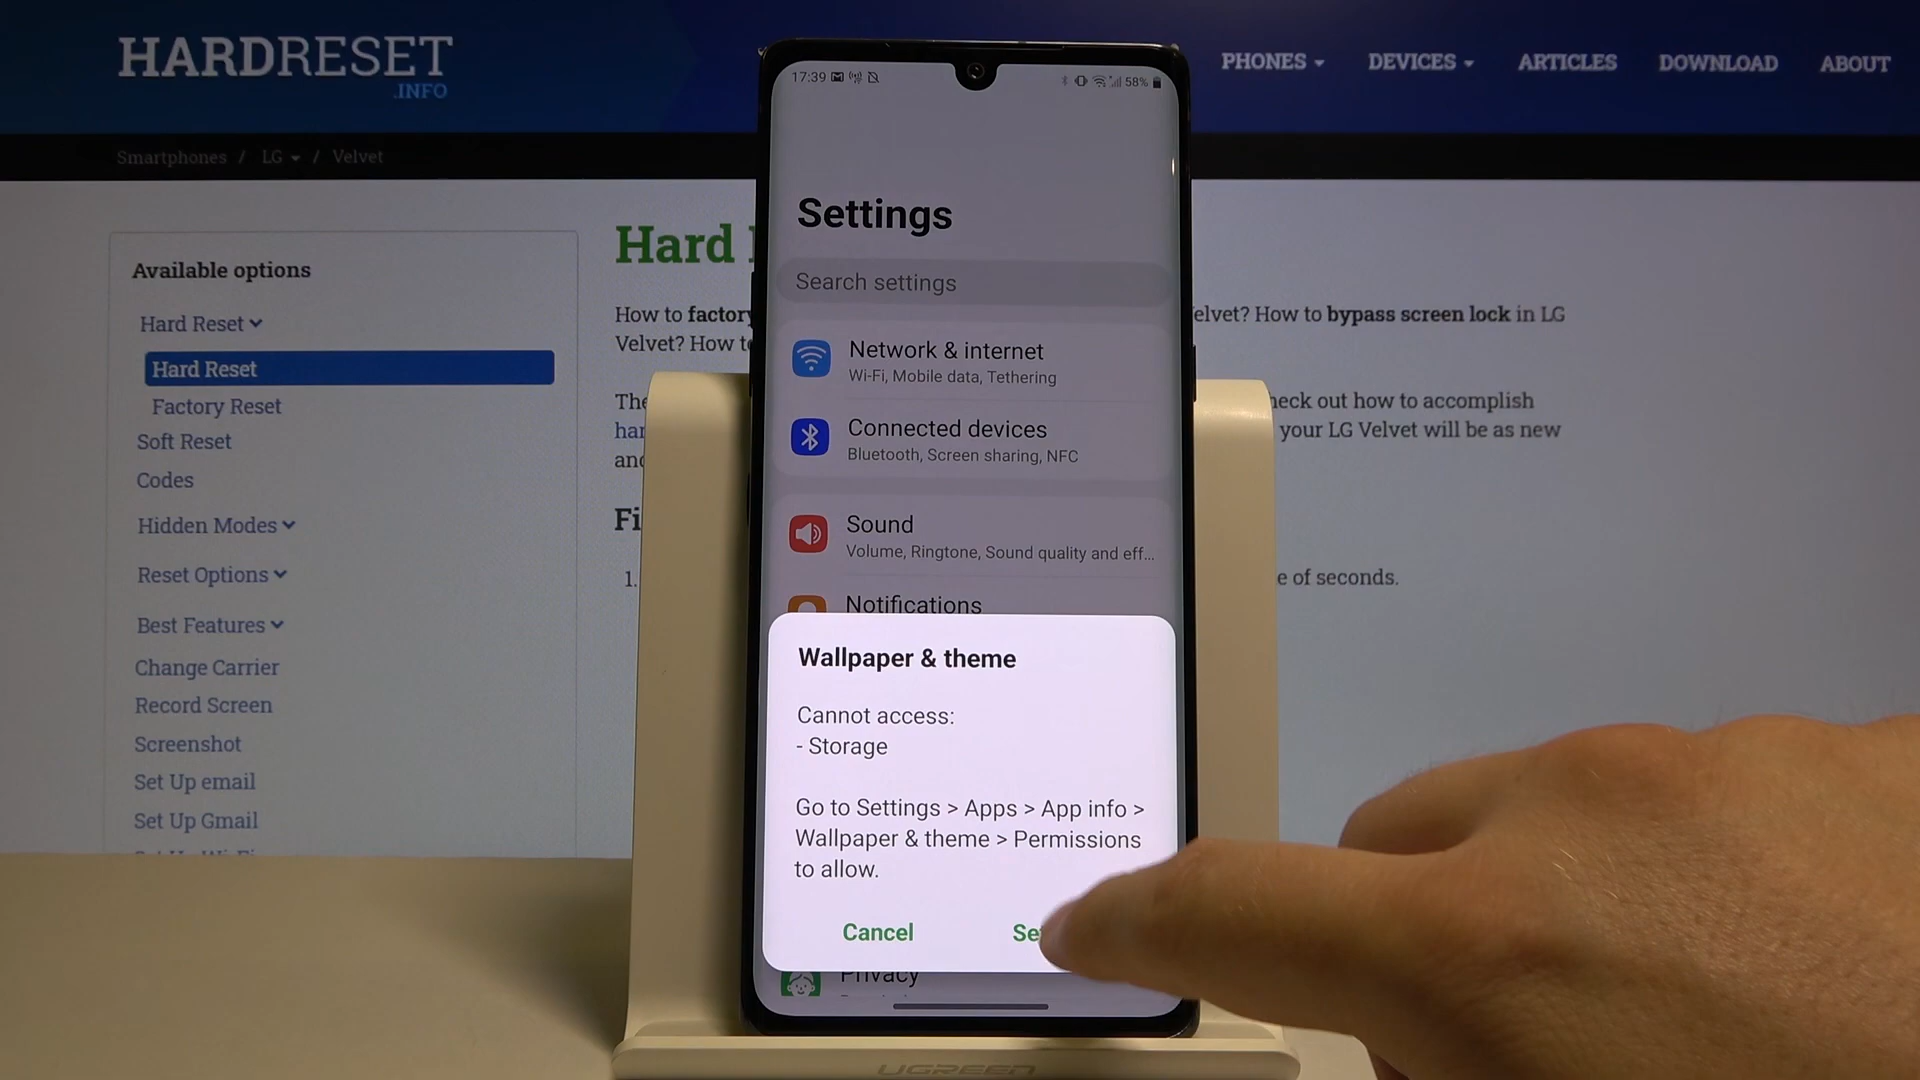 HARDRESET
.INFO
PHONES
DEVICES
ARTICLES
DOWNLOAD
ABOUT
Smartphones / LG / Velvet
Available options
Hard Reset
Hard Reset
Factory Reset
Soft Reset
Codes
Hidden Modes
Reset Options
Best Features
Change Carrier
Record Screen
Screenshot
Set Up email
Set Up Gmail
Hard
How to factory
elvet? How to bypass screen lock in LG
Velvet? How to
The
heck out how to accomplish
har
your LG Velvet will be as new
and
Fi
1.
e of seconds.
17:39
58%
Settings
Search settings
Network & internet
Wi-Fi, Mobile data, Tethering
Connected devices
Bluetooth, Screen sharing, NFC
Sound
Volume, Ringtone, Sound quality and eff...
Notifications
Wallpaper & theme
Cannot access:
- Storage
Go to Settings > Apps > App info >
Wallpaper & theme > Permissions
to allow.
Cancel
Se
Privacy
UGREEN